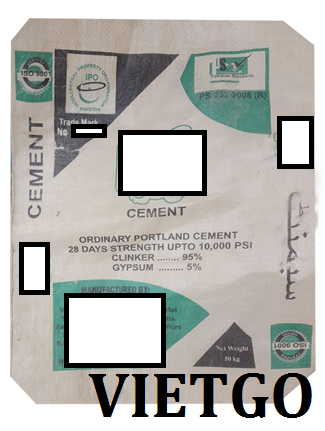 ISO 9001
INTELLECTUAL PROPERTY ORGANIZATION
IPO
PAKISTAN
Trade Mark
No.
Pakistan Standards
PS-232-2008 (R)
CEMENT
CEMENT
سیمنٹ
ORDINARY PORTLAND CEMENT
28 DAYS STRENGTH UPTO 10,000 PSI
CLINKER ........ 95%
GYPSUM ......... 5%
MANUFACTURED BY:
Net Weight
50 kg
ISO 9001
VIETGO